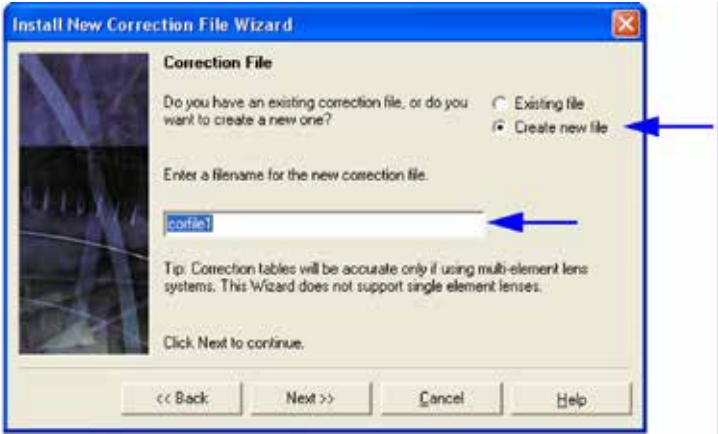 Install New Correction File Wizard
Correction File
Do you have an existing correction file, or do you
want to create a new one?
Existing file
Create new file
Enter a filename for the new correction file.
corfile1
Tip: Correction tables will be accurate only if using multi-element lens
systems. This Wizard does not support single element lenses.
Click Next to continue.
<< Back
Next >>
Cancel
Help